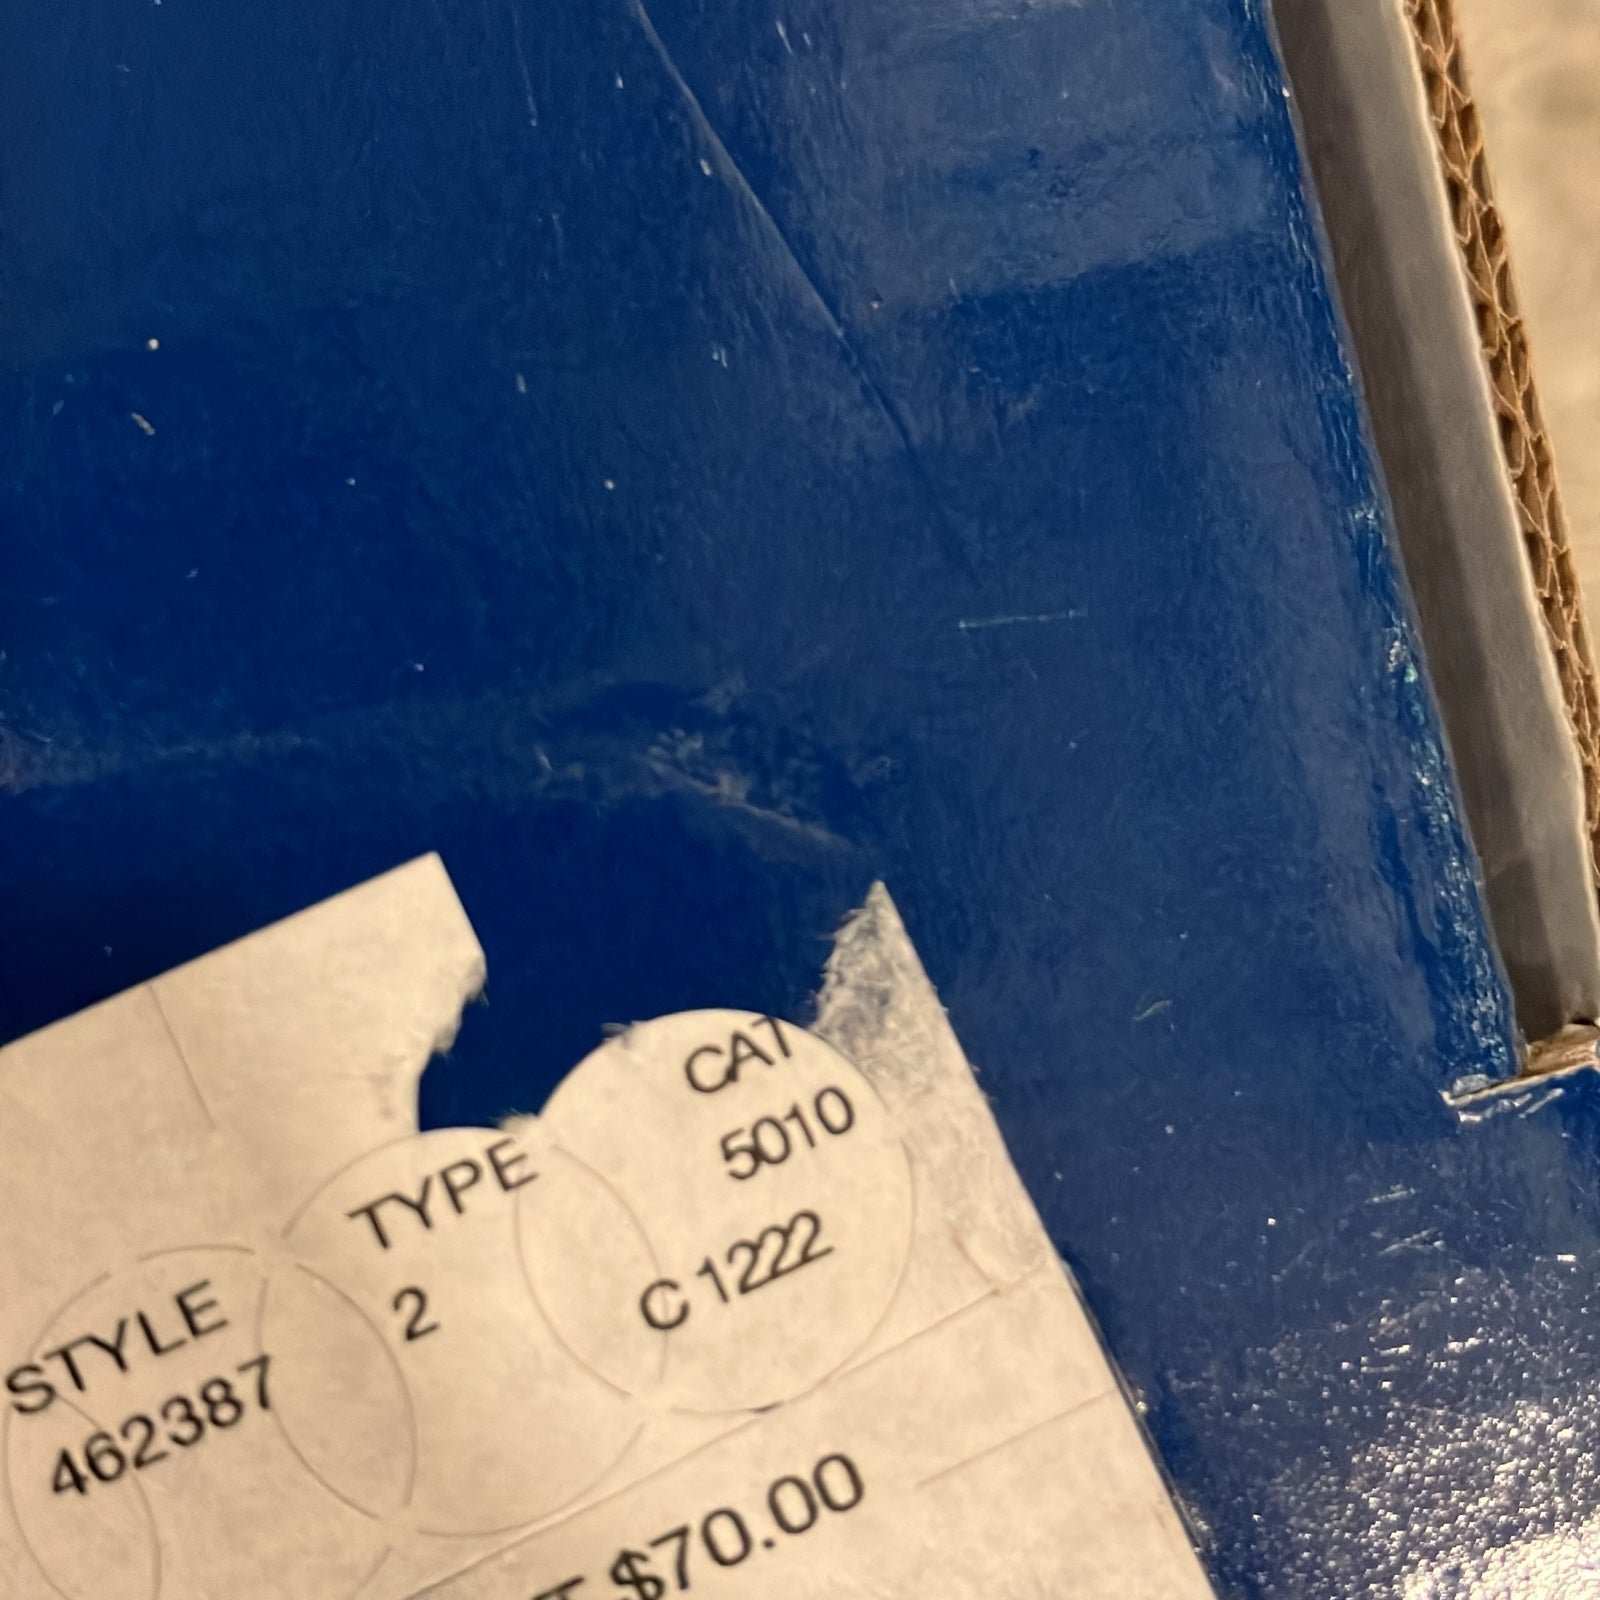 CAT
5010
TYPE
C 1222
2
STYLE
462387
$70.00